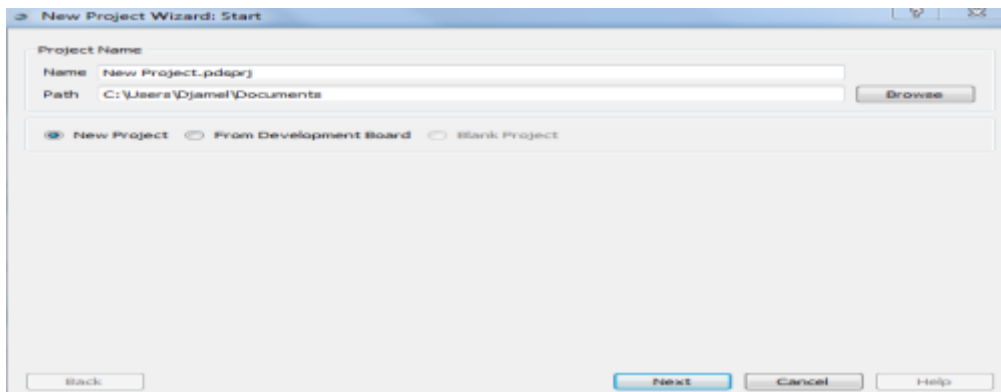 New Project Wizard: Start
Project Name
Name New Project.pdsprj
Path C:\Users\Djamel\Documents Browse
New Project From Development Board Blank Project
Back Next Cancel Help